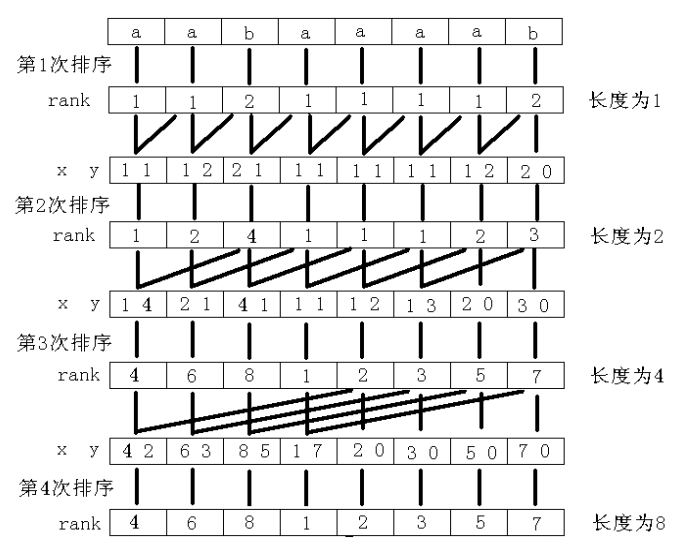 a a b a a a a b
第1次排序
rank 1 1 2 1 1 1 1 2 长度为1
x y 1 1 1 2 2 1 1 1 1 1 1 1 1 2 2 0
第2次排序
rank 1 2 4 1 1 1 2 3 长度为2
x y 1 4 2 1 4 1 1 1 1 2 1 3 2 0 3 0
第3次排序
rank 4 6 8 1 2 3 5 7 长度为4
x y 4 2 6 3 8 5 1 7 2 0 3 0 5 0 7 0
第4次排序
rank 4 6 8 1 2 3 5 7 长度为8